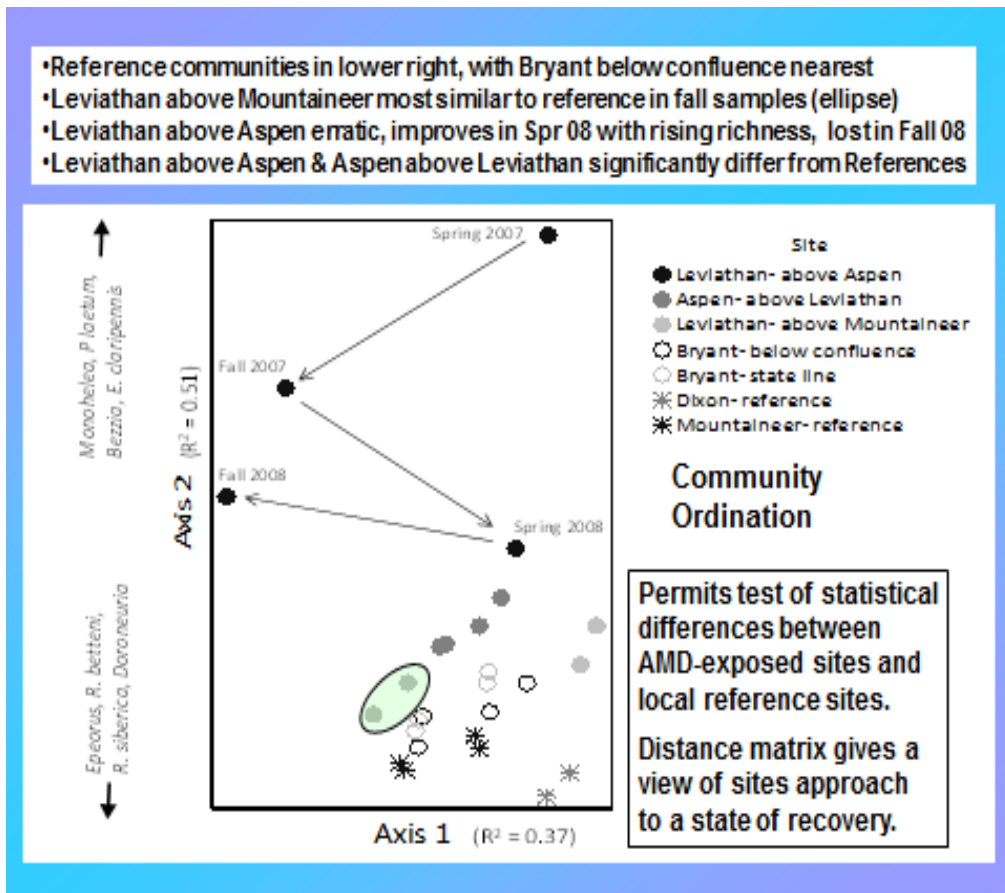 •Reference communities in lower right, with Bryant below confluence nearest
•Leviathan above Mountaineer most similar to reference in fall samples (ellipse)
•Leviathan above Aspen erratic, improves in Spr 08 with rising richness, lost in Fall 08
•Leviathan above Aspen & Aspen above Leviathan significantly differ from References
Monohelea, P laetum,
Bezzia, E. claripennis
Epeorus, R. betteni,
R. siberica, Doroneuria
Axis 2 (R² = 0.51)
Spring 2007
Fall 2007
Fall 2008
Spring 2008
Axis 1 (R² = 0.37)
Site
Leviathan- above Aspen
Aspen- above Leviathan
Leviathan- above Mountaineer
Bryant- below confluence
Bryant- state line
Dixon- reference
Mountaineer- reference
Community
Ordination
Permits test of statistical
differences between
AMD-exposed sites and
local reference sites.
Distance matrix gives a
view of sites approach
to a state of recovery.